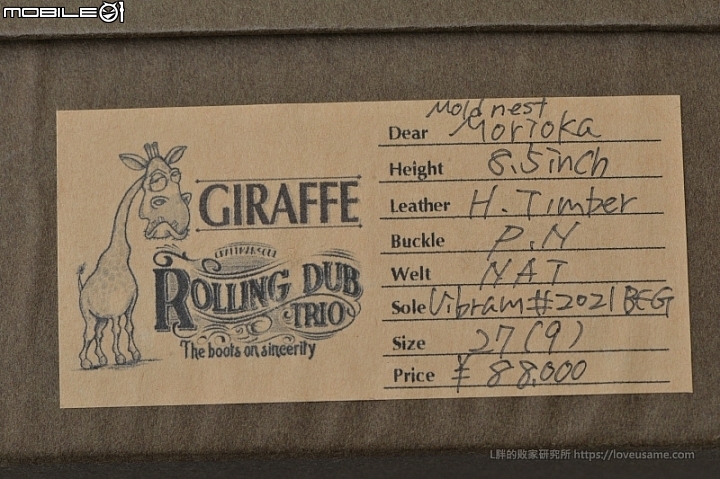 MOBILE01
GIRAFFE
CRAFTMANSOUL
ROLLING DUB
TRIO
The boots on sincerity
Mold nest
Dear Morioka
Height 8.5inch
Leather H. Timber
Buckle P.N
Welt NAT
Sole Vibram#2021 BEG
Size 27(9)
Price ¥88.000
L胖的敗家研究所 https://loveusame.com